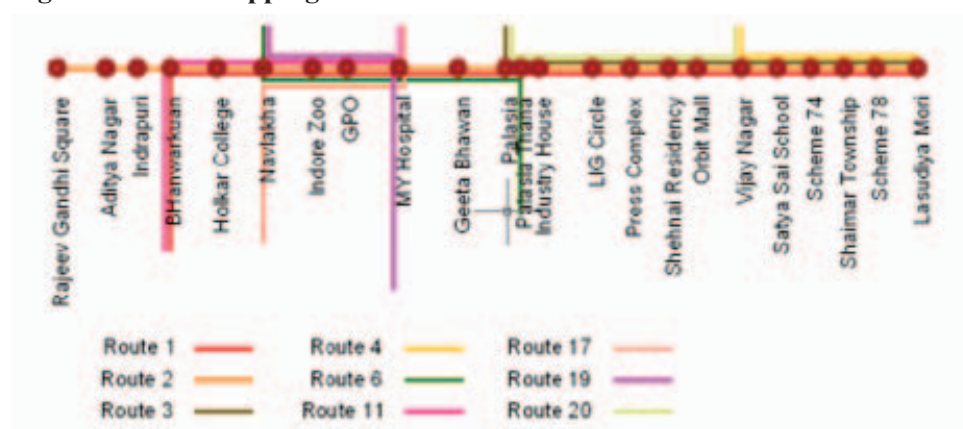 Rajeev Gandhi Square
Aditya Nagar
Indrapuri
BHanwarkuan
Holkar College
Navlakha
Indore Zoo
GPO
MY Hospital
Geeta Bhawan
Palasia
Palasia Thana
Industry House
LIG Circle
Press Complex
Shehnai Residency
Orbit Mall
Vijay Nagar
Satya Sai School
Scheme 74
Shaimar Township
Scheme 78
Lasudiya Mori
Route 1
Route 4
Route 17
Route 2
Route 6
Route 19
Route 3
Route 11
Route 20